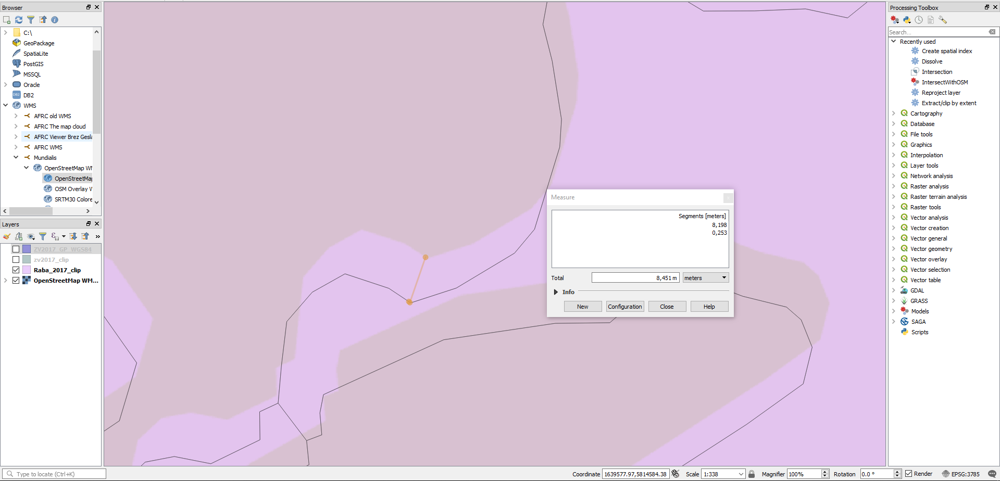 Browser
C:\
GeoPackage
SpatiaLite
PostGIS
MSSQL
Oracle
DB2
DB2
WMS
AFRC old WMS
AFRC The map cloud
AFRC Viewer Brez Gesla
AFRC WMS
Mundialis
OpenStreetMap WM
OpenStreetMap
OSM Overlay W
SRTM30 Colore
Layers
ZV2017_GP_WGS84
zv2017_clip
Raba_2017_clip
OpenStreetMap WM...
Type to locate (Ctrl+K)
Measure
Segments [meters]
8,198
0,253
Total
8,451 m
meters
Info
New
Configuration
Close
Help
Processing Toolbox
Search...
Recently used
Create spatial index
Dissolve
Intersection
IntersectWithOSM
Reproject layer
Extract/clip by extent
Cartography
Database
File tools
Graphics
Interpolation
Layer tools
Network analysis
Raster analysis
Raster terrain analysis
Raster tools
Vector analysis
Vector creation
Vector general
Vector geometry
Vector overlay
Vector selection
Vector table
GDAL
GRASS
Models
SAGA
Scripts
Coordinate 1639577.97,5814584.38 Scale 1:338 Magnifier 100% Rotation 0.0 ° Render EPSG:3785